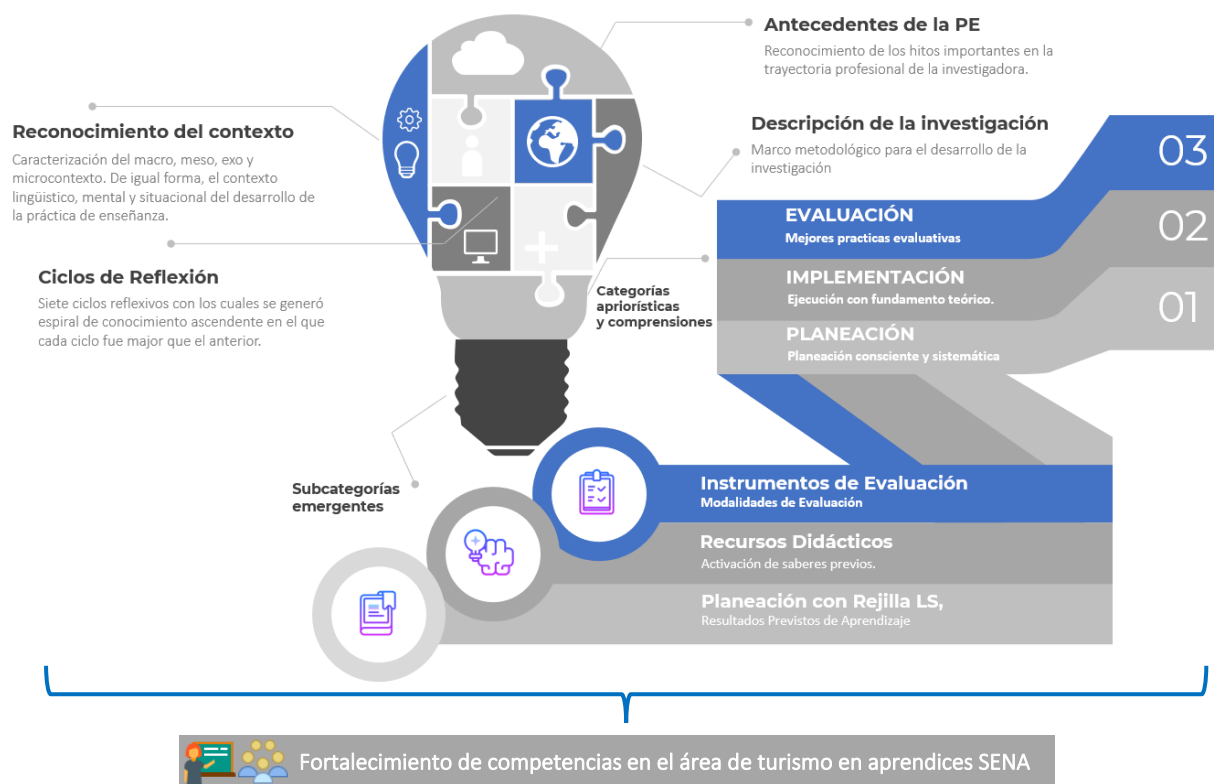 Antecedentes de la PE
Reconocimiento de los hitos importantes en la
trayectoria profesional de la investigadora.
Reconocimiento del contexto
Caracterización del macro, meso, exo y
microcontexto. De igual forma, el contexto
lingüistico, mental y situacional del desarrollo de
la práctica de enseñanza.
Descripción de la investigación
Marco metodológico para el desarrollo de la
investigación
Ciclos de Reflexión
Siete ciclos reflexivos con los cuales se generó
espiral de conocimiento ascendente en el que
cada ciclo fue major que el anterior.
Categorías
apriorísticas
y comprensiones
03
EVALUACIÓN
Mejores practicas evaluativas
02
IMPLEMENTACIÓN
Ejecución con fundamento teórico.
01
PLANEACIÓN
Planeación consciente y sistemática
Subcategorías
emergentes
Instrumentos de Evaluación
Modalidades de Evaluación
Recursos Didácticos
Activación de saberes previos.
Planeación con Rejilla LS,
Resultados Previstos de Aprendizaje
Fortalecimiento de competencias en el área de turismo en aprendices SENA